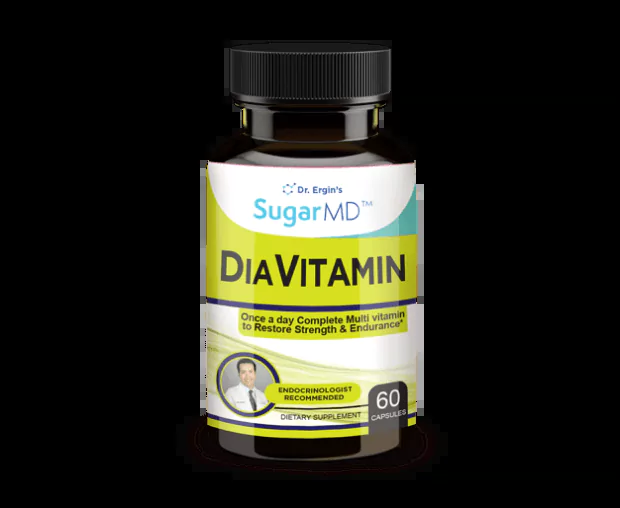 Dr. Ergin's
SugarMD™
DIAVITAMIN
Once a day Complete Multi vitamin
to Restore Strength & Endurance*
ENDOCRINOLOGIST
RECOMMENDED
DIETARY SUPPLEMENT
60
CAPSULES